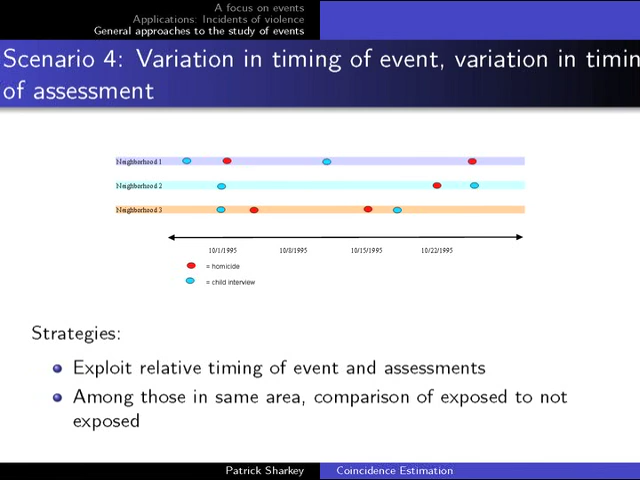 A focus on events
Applications: Incidents of violence
General approaches to the study of events
Scenario 4: Variation in timing of event, variation in timin
of assessment
Neighborhood 1
Neighborhood 2
Neighborhood 3
10/1/1995 10/8/1995 10/15/1995 10/22/1995
= homicide
= child interview
Strategies:
Exploit relative timing of event and assessments
Among those in same area, comparison of exposed to not
exposed
Patrick Sharkey Coincidence Estimation